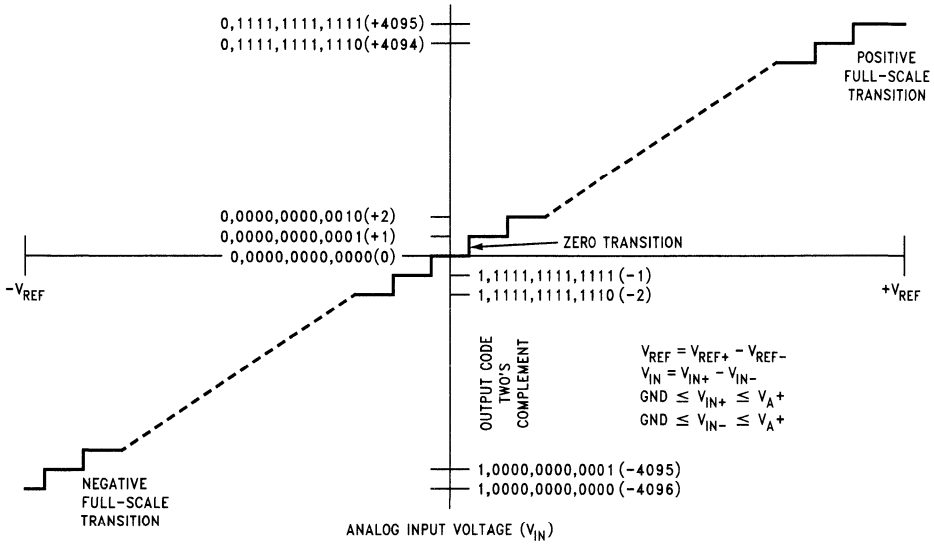 0,1111,1111,1111(+4095)
0,1111,1111,1110(+4094)
POSITIVE
FULL-SCALE
TRANSITION
0,0000,0000,0010(+2)
0,0000,0000,0001(+1)
0,0000,0000,0000(0)
ZERO TRANSITION
-VREF
+VREF
1,1111,1111,1111(-1)
1,1111,1111,1110(-2)
OUTPUT CODE
TWO'S
COMPLEMENT
VREF = VREF+ - VREF-
VIN = VIN+ - VIN-
GND ≤ VIN+ ≤ VA+
GND ≤ VIN- ≤ VA+
1,0000,0000,0001(-4095)
1,0000,0000,0000(-4096)
NEGATIVE
FULL-SCALE
TRANSITION
ANALOG INPUT VOLTAGE (VIN)